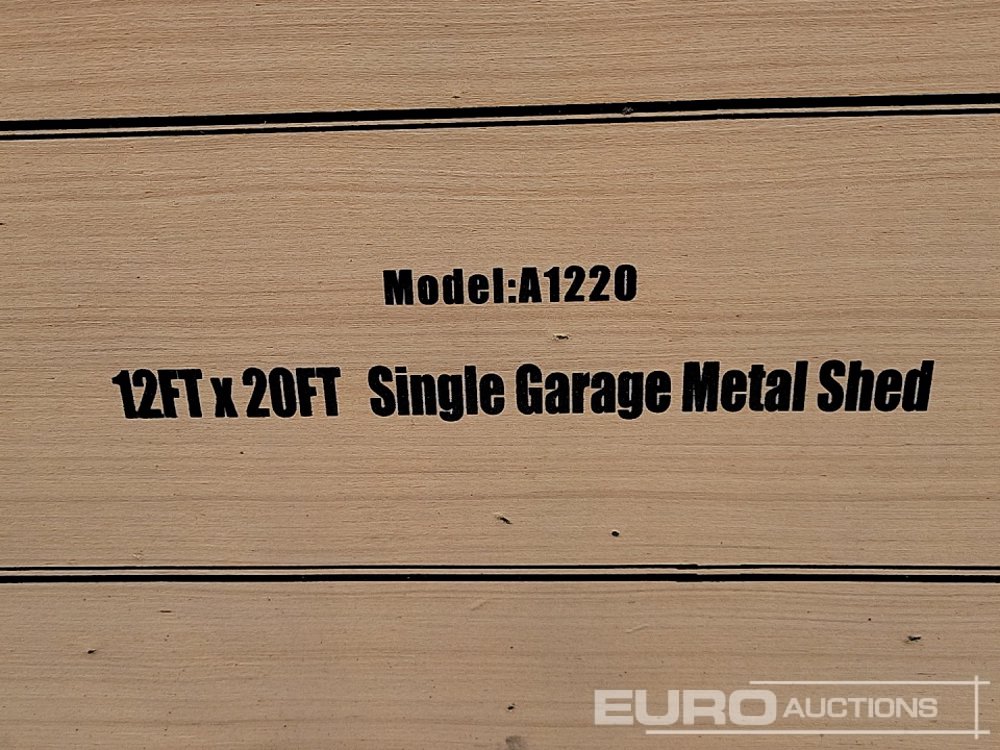 Model:A1220
12FT x 20FT Single Garage Metal Shed
EURO AUCTIONS